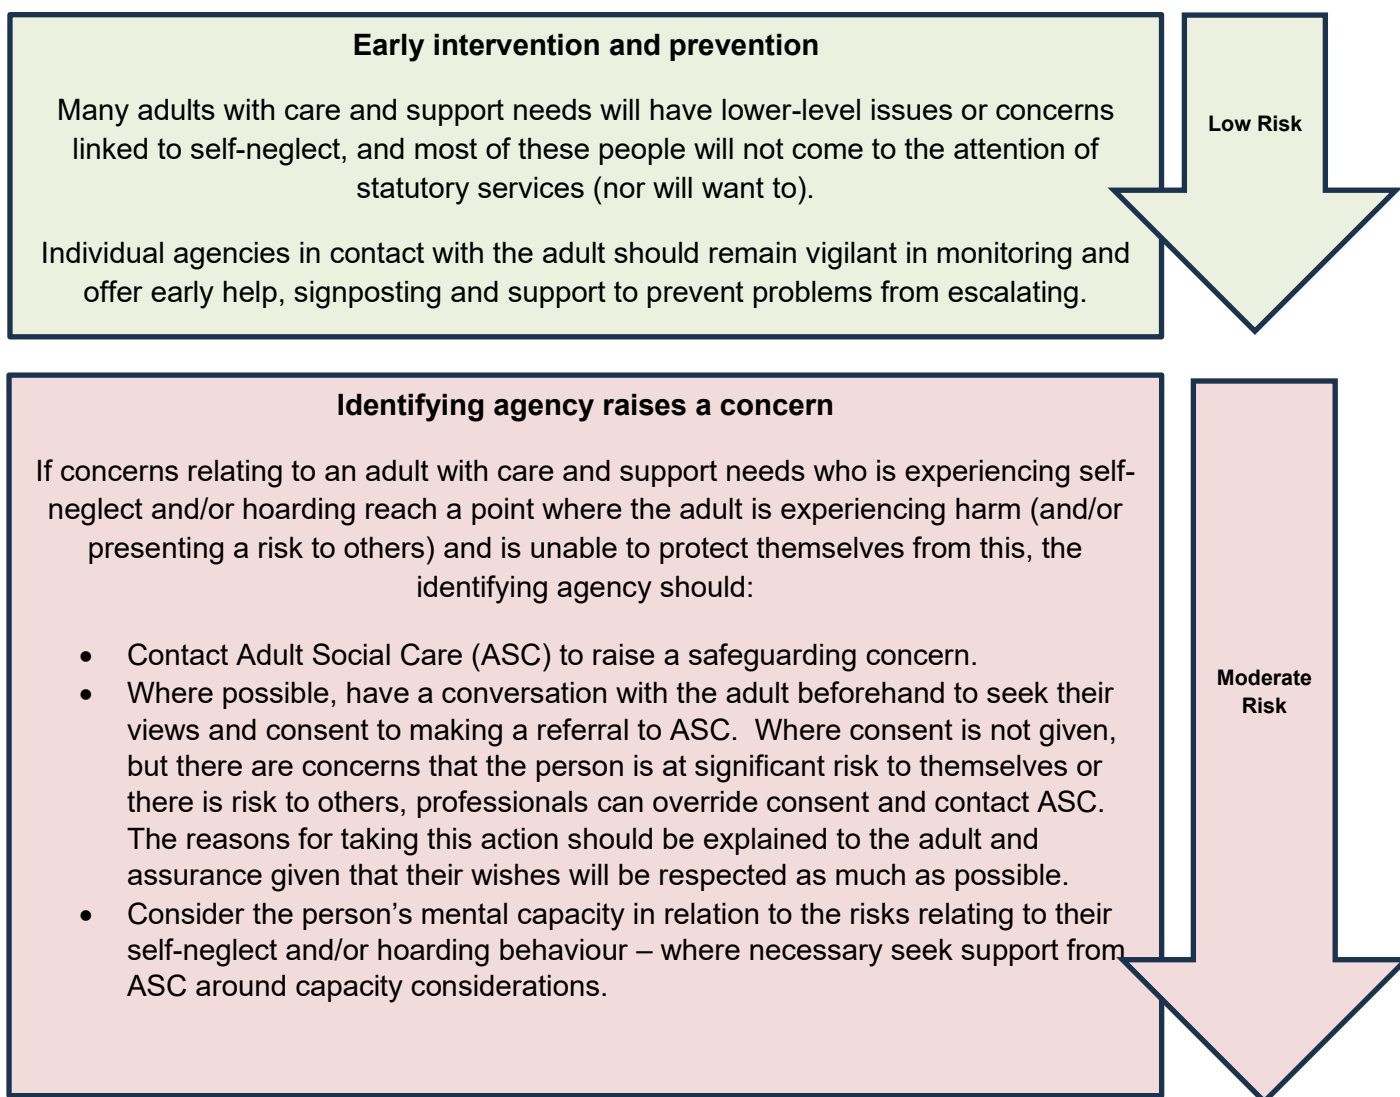 Early intervention and prevention
Many adults with care and support needs will have lower-level issues or concerns
linked to self-neglect, and most of these people will not come to the attention of
statutory services (nor will want to).
Individual agencies in contact with the adult should remain vigilant in monitoring and
offer early help, signposting and support to prevent problems from escalating.
Low Risk
Identifying agency raises a concern
If concerns relating to an adult with care and support needs who is experiencing self-
neglect and/or hoarding reach a point where the adult is experiencing harm (and/or
presenting a risk to others) and is unable to protect themselves from this, the
identifying agency should:
• Contact Adult Social Care (ASC) to raise a safeguarding concern.
• Where possible, have a conversation with the adult beforehand to seek their
views and consent to making a referral to ASC.  Where consent is not given,
but there are concerns that the person is at significant risk to themselves or
there is risk to others, professionals can override consent and contact ASC.
The reasons for taking this action should be explained to the adult and
assurance given that their wishes will be respected as much as possible.
• Consider the person’s mental capacity in relation to the risks relating to their
self-neglect and/or hoarding behaviour – where necessary seek support from
ASC around capacity considerations.
Moderate
Risk